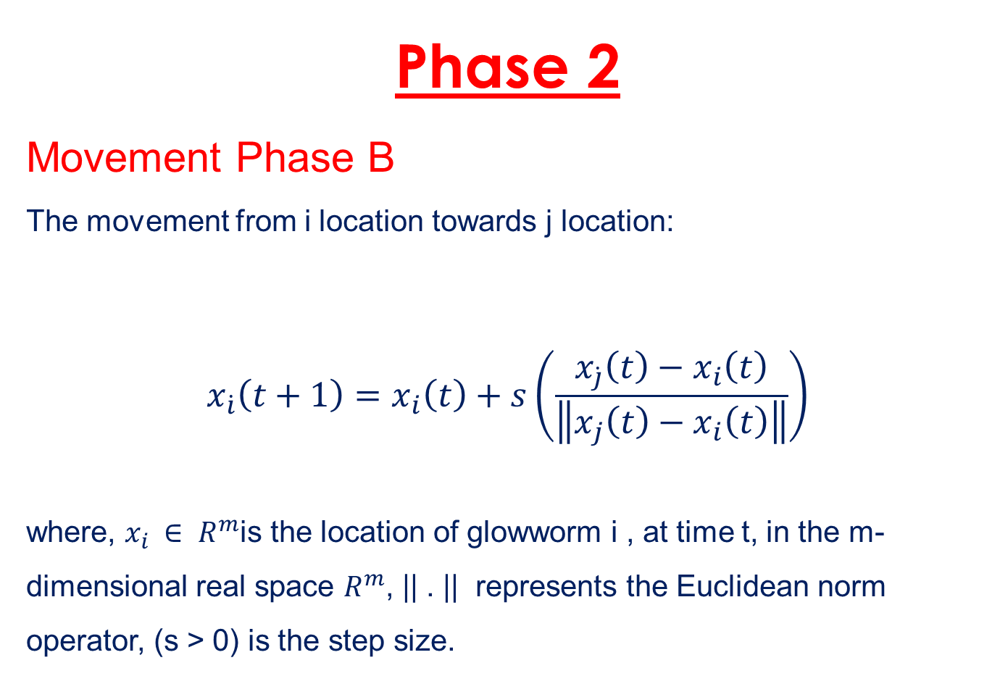 Phase 2
Movement Phase B
The movement from i location towards j location:
$x_i(t+1) = x_i(t) + s\left(\frac{x_j(t) - x_i(t)}{\|x_j(t) - x_i(t)\|}\right)$
where, $x_i \in R^m$is the location of glowworm i , at time t, in the m-
dimensional real space $R^m$, || . || represents the Euclidean norm
operator, (s > 0) is the step size.